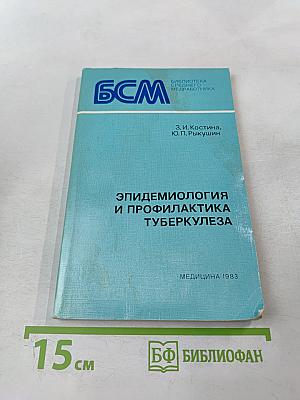 БСМ
БИБЛИОТЕКА
СРЕДНЕГО
МЕДРАБОТНИКА
З.И.Костина,
Ю.П.Рыкушин
ЭПИДЕМИОЛОГИЯ
И ПРОФИЛАКТИКА
ТУБЕРКУЛЕЗА
МЕДИЦИНА·1983
15 см
БФ БИБЛИОФАН